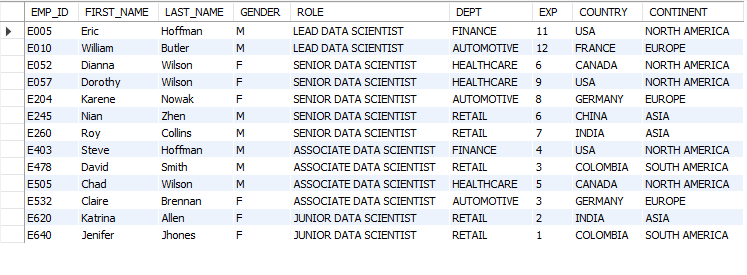 EMP_ID FIRST_NAME LAST_NAME GENDER ROLE DEPT EXP COUNTRY CONTINENT
E005 Eric Hoffman M LEAD DATA SCIENTIST FINANCE 11 USA NORTH AMERICA
E010 William Butler M LEAD DATA SCIENTIST AUTOMOTIVE 12 FRANCE EUROPE
E052 Dianna Wilson F SENIOR DATA SCIENTIST HEALTHCARE 6 CANADA NORTH AMERICA
E057 Dorothy Wilson F SENIOR DATA SCIENTIST HEALTHCARE 9 USA NORTH AMERICA
E204 Karene Nowak F SENIOR DATA SCIENTIST AUTOMOTIVE 8 GERMANY EUROPE
E245 Nian Zhen M SENIOR DATA SCIENTIST RETAIL 6 CHINA ASIA
E260 Roy Collins M SENIOR DATA SCIENTIST RETAIL 7 INDIA ASIA
E403 Steve Hoffman M ASSOCIATE DATA SCIENTIST FINANCE 4 USA NORTH AMERICA
E478 David Smith M ASSOCIATE DATA SCIENTIST RETAIL 3 COLOMBIA SOUTH AMERICA
E505 Chad Wilson M ASSOCIATE DATA SCIENTIST HEALTHCARE 5 CANADA NORTH AMERICA
E532 Claire Brennan F ASSOCIATE DATA SCIENTIST AUTOMOTIVE 3 GERMANY EUROPE
E620 Katrina Allen F JUNIOR DATA SCIENTIST RETAIL 2 INDIA ASIA
E640 Jenifer Jhones F JUNIOR DATA SCIENTIST RETAIL 1 COLOMBIA SOUTH AMERICA